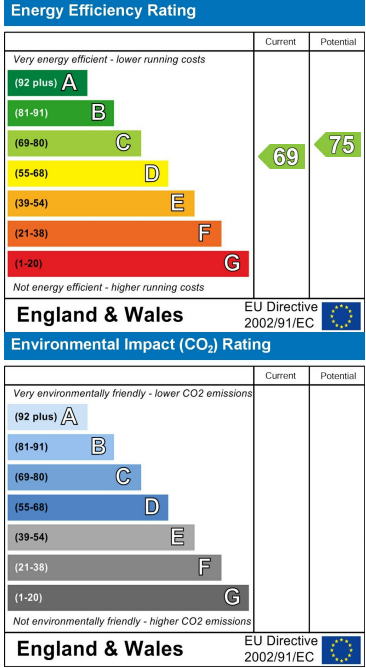 Energy Efficiency Rating
Current Potential
Very energy efficient - lower running costs
(92 plus) A
(81-91) B
(69-80) C
(55-68) D
(39-54) E
(21-38) F
(1-20) G
69
75
Not energy efficient - higher running costs
England & Wales
EU Directive
2002/91/EC
Environmental Impact (CO₂) Rating
Current Potential
Very environmentally friendly - lower CO2 emissions
(92 plus) A
(81-91) B
(69-80) C
(55-68) D
(39-54) E
(21-38) F
(1-20) G
Not environmentally friendly - higher CO2 emissions
England & Wales
EU Directive
2002/91/EC